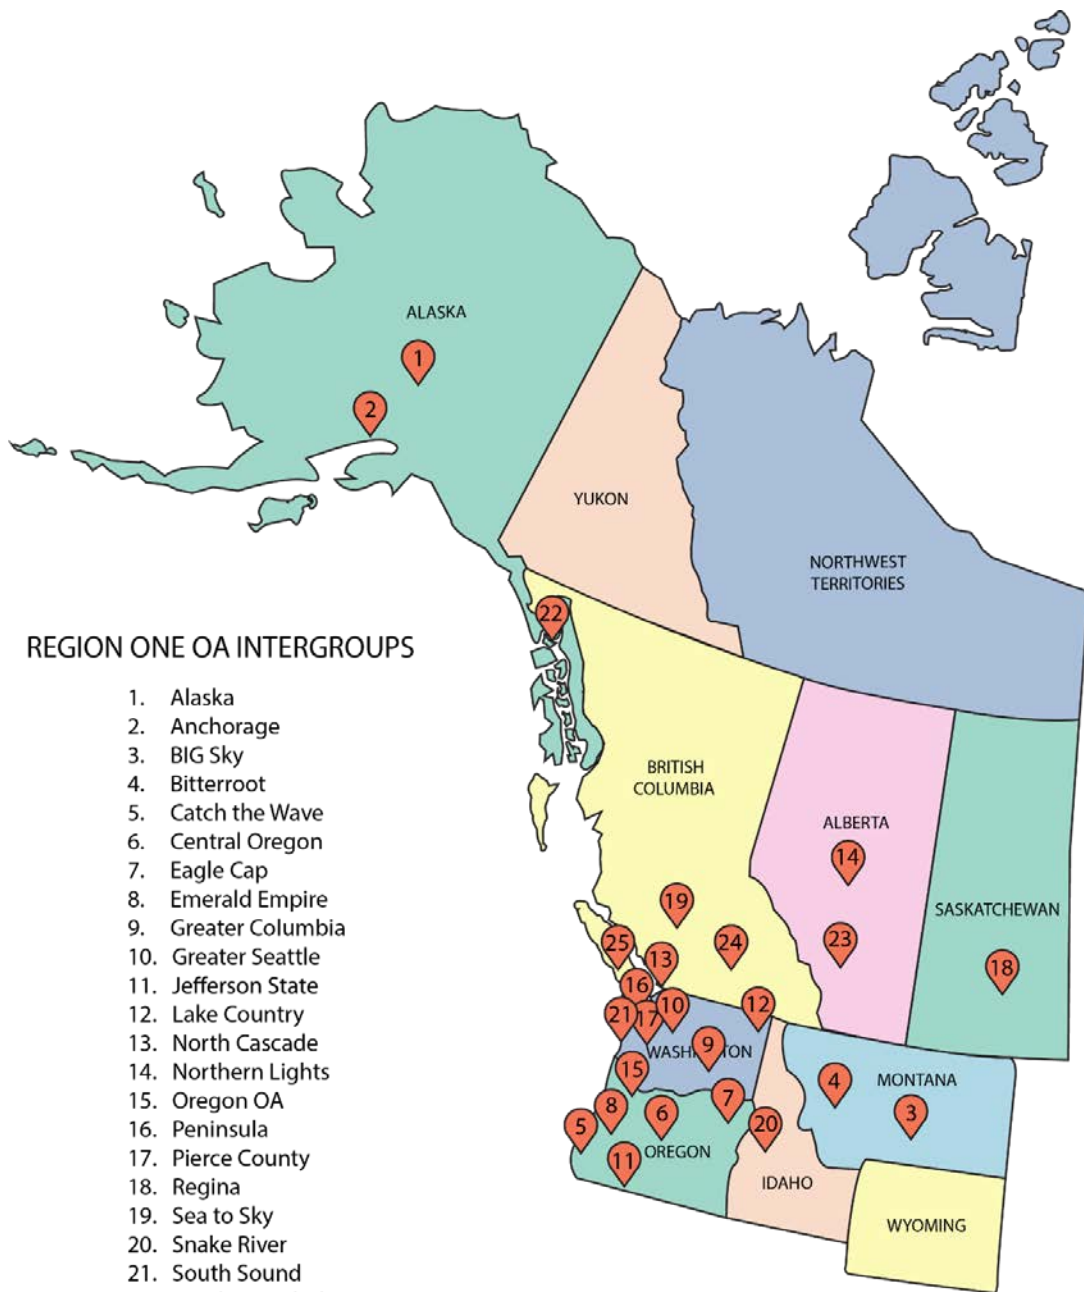 ALASKA
1
2
YUKON
NORTHWEST
TERRITORIES
22
REGION ONE OA INTERGROUPS
1. Alaska
2. Anchorage
3. BIG Sky
4. Bitterroot
5. Catch the Wave
6. Central Oregon
7. Eagle Cap
8. Emerald Empire
9. Greater Columbia
10. Greater Seattle
11. Jefferson State
12. Lake Country
13. North Cascade
14. Northern Lights
15. Oregon OA
16. Peninsula
17. Pierce County
18. Regina
19. Sea to Sky
20. Snake River
21. South Sound
BRITISH
COLUMBIA
ALBERTA
14
SASKATCHEWAN
19
25
24
23
13
18
16
12
21
17
10
WASHINGTON
9
15
4
MONTANA
8
6
7
3
5
20
11
OREGON
IDAHO
WYOMING